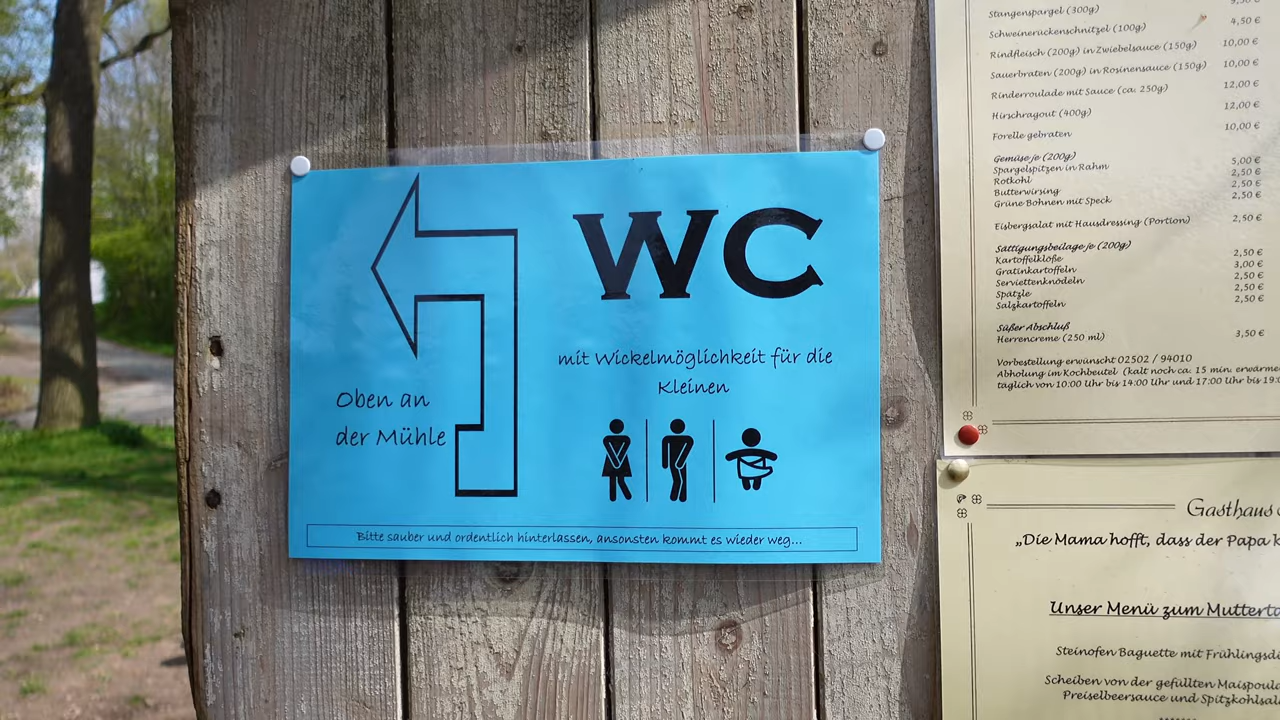 WC
mit Wickelmöglichkeit für die
Kleinen
Oben an
der Mühle
Bitte sauber und ordentlich hinterlassen, ansonsten kommt es wieder weg...
Stangenspargel (300g)
Schweinerückenschnitzel (100g) 4,50 €
Rindfleisch (200g) in Zwiebelsauce (150g) 10,00 €
Sauerbraten (200g) in Rosinensauce (150g) 10,00 €
Rinderroulade mit Sauce (ca. 250g) 12,00 €
Hirschragout (400g) 12,00 €
Forelle gebraten 10,00 €
Gemüse je (200g)
Spargelspitzen in Rahm 5,00 €
Rotkohl 2,50 €
Butterwirsing 2,50 €
Grüne Bohnen mit Speck 2,50 €
Eisbergsalat mit Hausdressing (Portion) 2,50 €
Sättigungsbeilage je (200g)
Kartoffelklöße 2,50 €
Gratinkartoffeln 3,00 €
Serviettenknödeln 2,50 €
Spätzle 2,50 €
Salzkartoffeln 2,50 €
Süßer Abschluß
Herrencreme (250 ml) 3,50 €
Vorbestellung erwünscht 02502 / 94010
Abholung im Kochbeutel (kalt noch ca. 15 min.
täglich von 10:00 Uhr bis 14:00 Uhr und 17:00 Uhr bis
Gasthaus
„Die Mama hofft, dass der Papa
Unser Menü zum
Steinofen Baguette mit
Scheiben von der gefüllten
Preiselbeersauce und